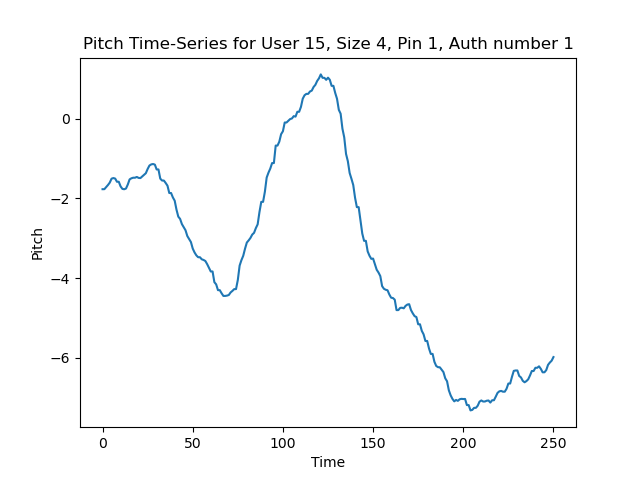 Pitch Time-Series for User 15, Size 4, Pin 1, Auth number 1
0
−2
−4
−6
Pitch
0 50 100 150 200 250
Time